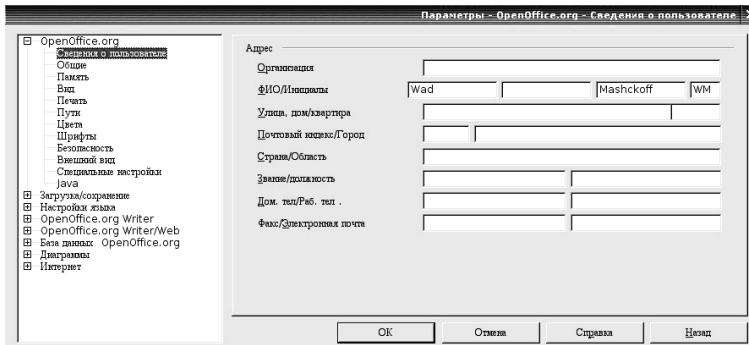 Параметры - OpenOffice.org - Сведения о пользователе
OpenOffice.org
Сведения о пользователе
Общие
Память
Вид
Печать
Пути
Цвета
Шрифты
Безопасность
Внешний вид
Специальные настройки
Java
Загрузка/сохранение
Настройки языка
OpenOffice.org Writer
OpenOffice.org Writer/Web
База данных OpenOffice.org
Диаграммы
Интернет
Адрес
Организация
ФИО/Инициалы Wad Mashckoff WM
Улица, дом/квартира
Почтовый индекс/Город
Страна/Область
Звание/должность
Дом. тел/Раб. тел .
Факс/Электронная почта
OK Отмена Справка Назад